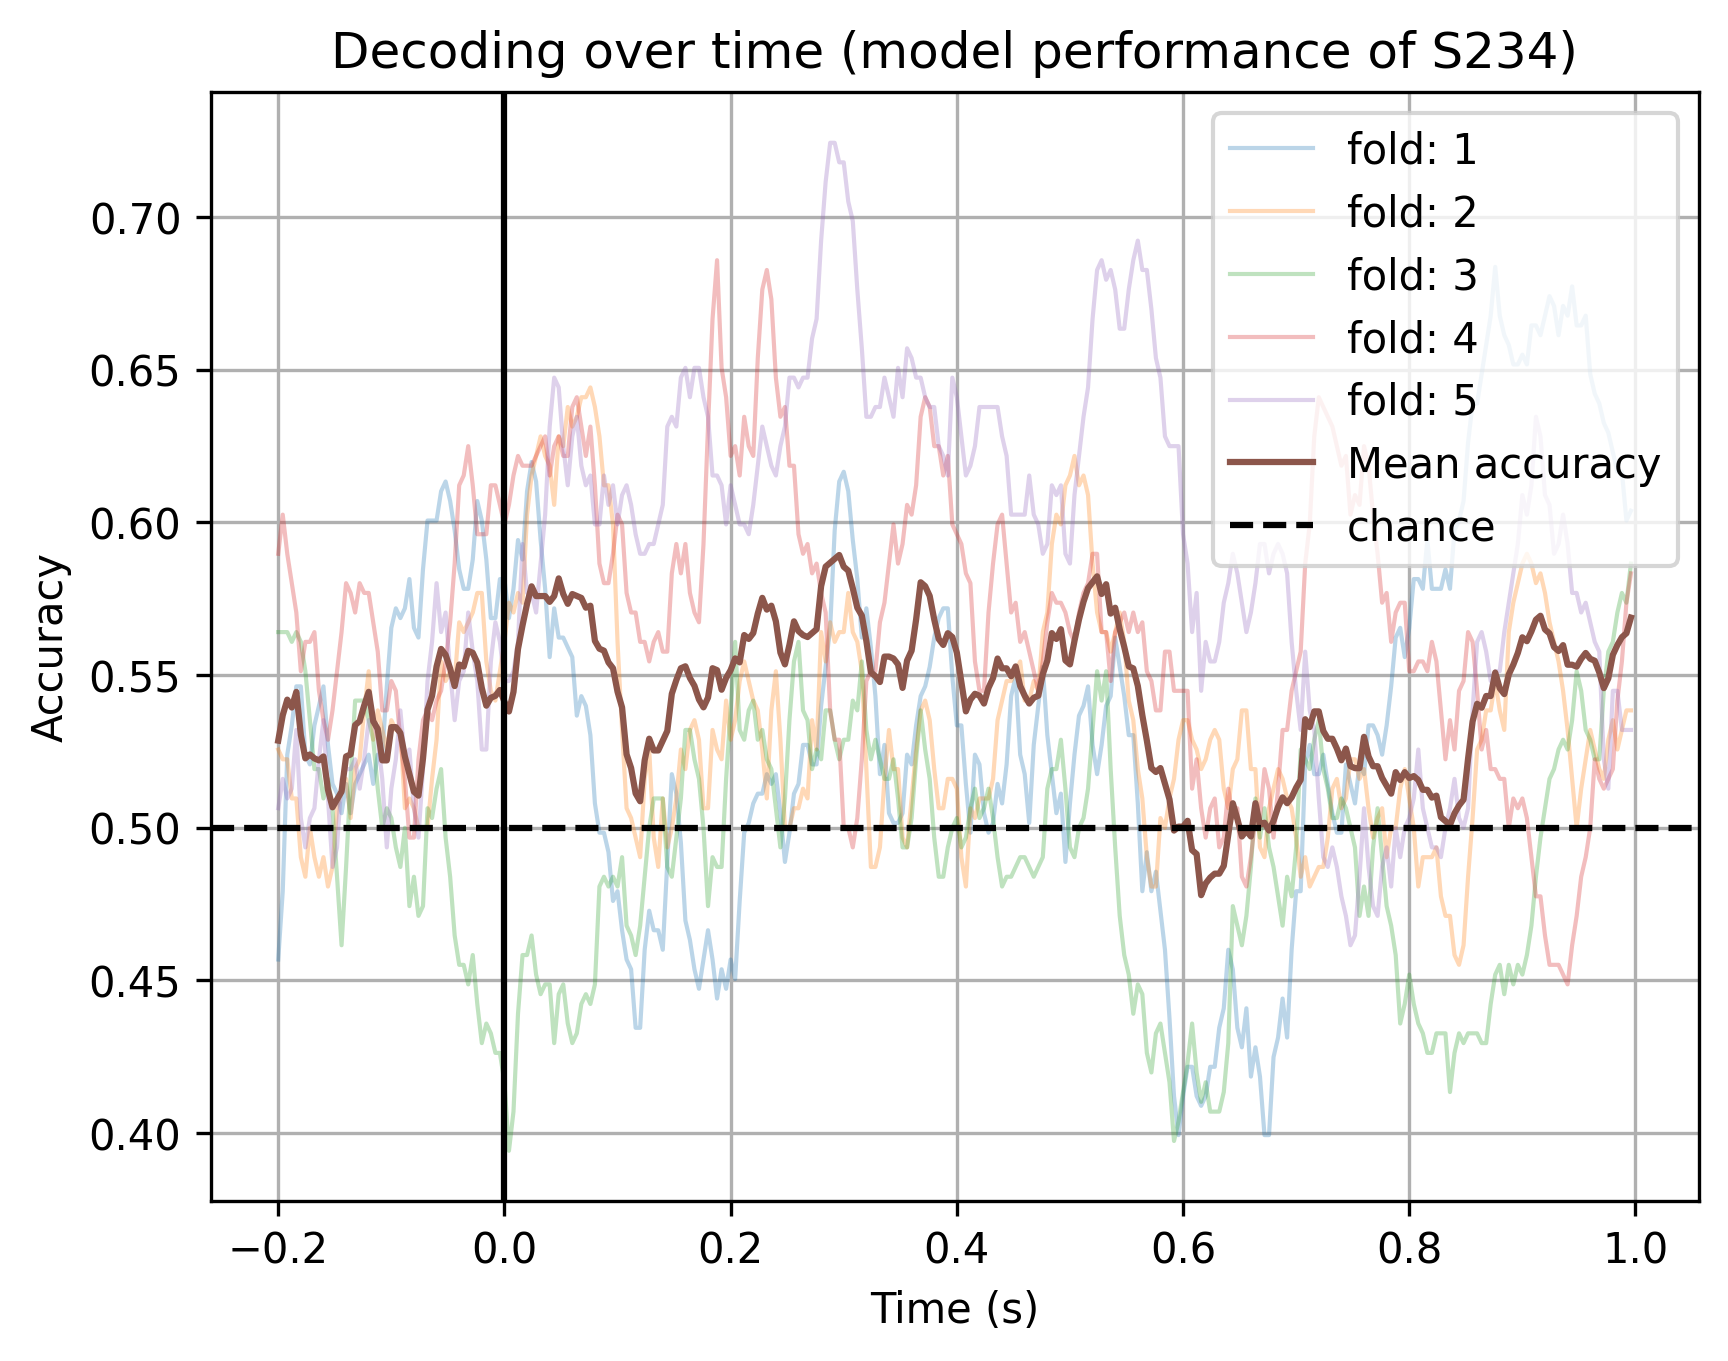 Decoding over time (model performance of S234)
fold: 1
fold: 2
fold: 3
fold: 4
fold: 5
Mean accuracy
chance
Accuracy
0.70
0.65
0.60
0.55
0.50
0.45
0.40
−0.2 0.0 0.2 0.4 0.6 0.8 1.0
Time (s)